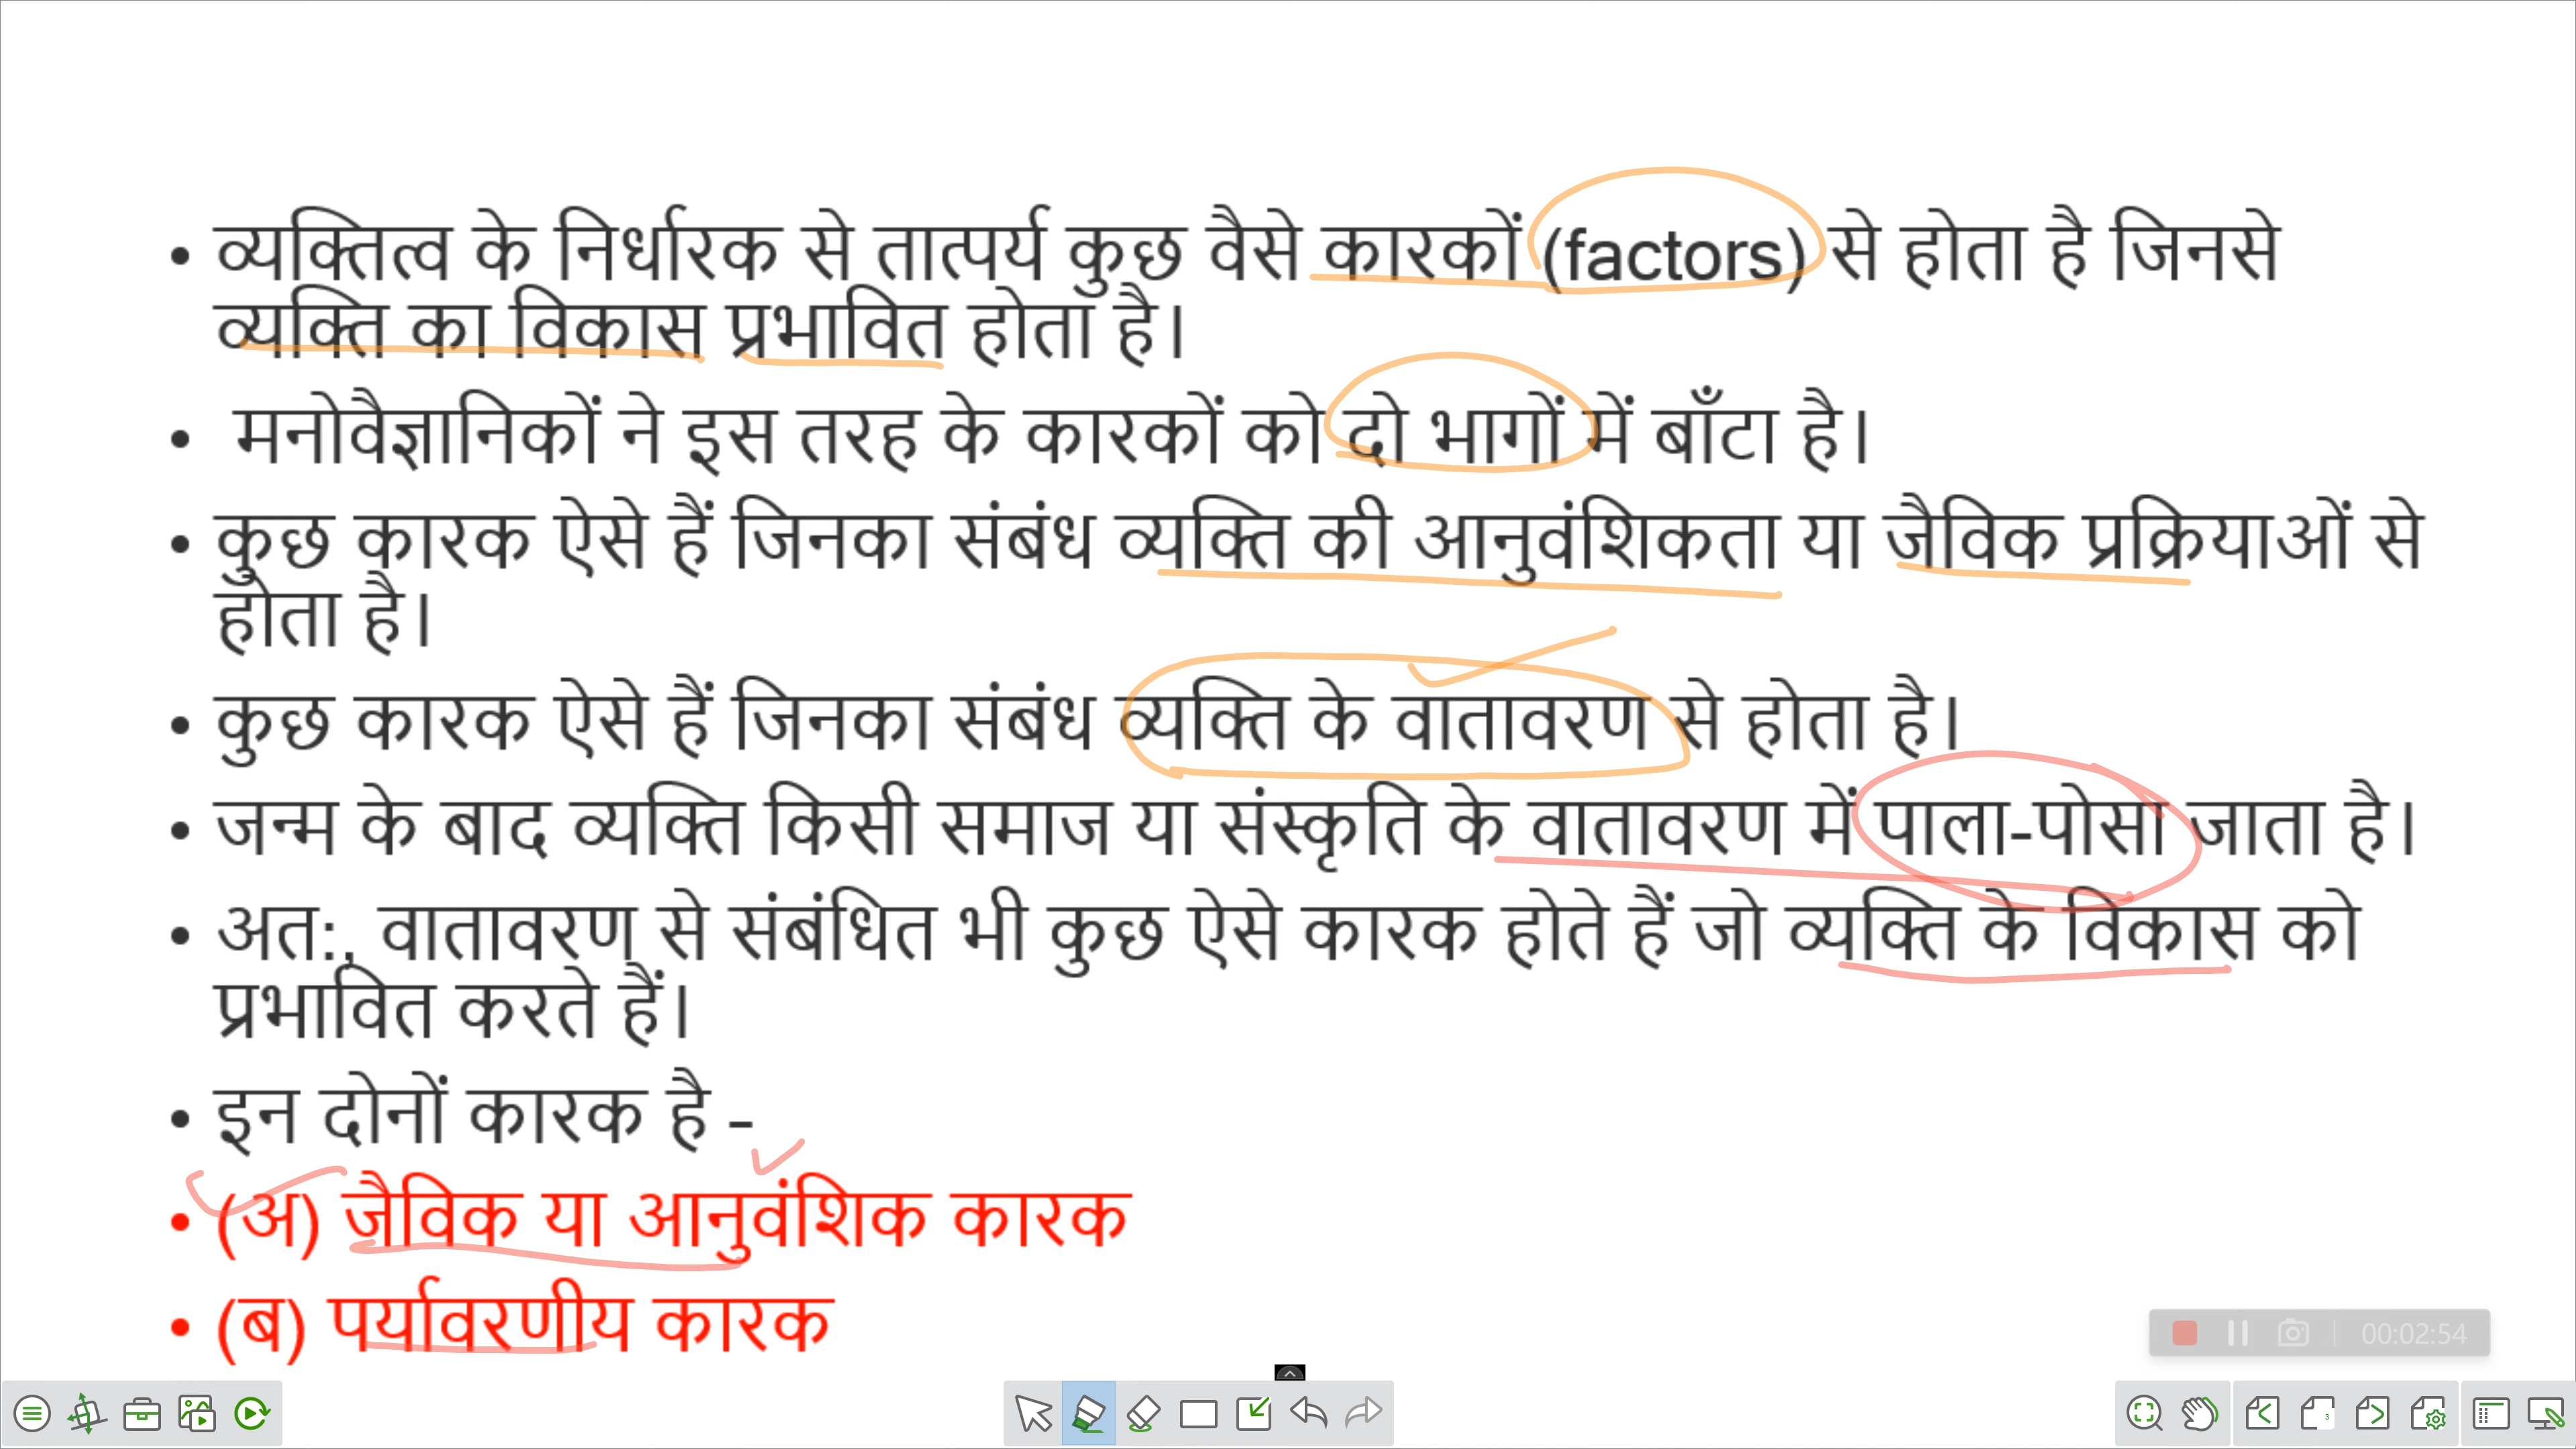 • व्यक्तित्व के निर्धारक से तात्पर्य कुछ वैसे कारकों (factors) से होता है जिनसे
व्यक्ति का विकास प्रभावित होता है।
• मनोवैज्ञानिकों ने इस तरह के कारकों को दो भागों में बाँटा है।
• कुछ कारक ऐसे हैं जिनका संबंध व्यक्ति की आनुवंशिकता या जैविक प्रक्रियाओं से
होता है।
• कुछ कारक ऐसे हैं जिनका संबंध व्यक्ति के वातावरण से होता है।
• जन्म के बाद व्यक्ति किसी समाज या संस्कृति के वातावरण में पाला-पोसा जाता है।
• अत:, वातावरण से संबंधित भी कुछ ऐसे कारक होते हैं जो व्यक्ति के विकास को
प्रभावित करते हैं।
• इन दोनों कारक है -
• (अ) जैविक या आनुवंशिक कारक
• (ब) पर्यावरणीय कारक
00:02:54
3